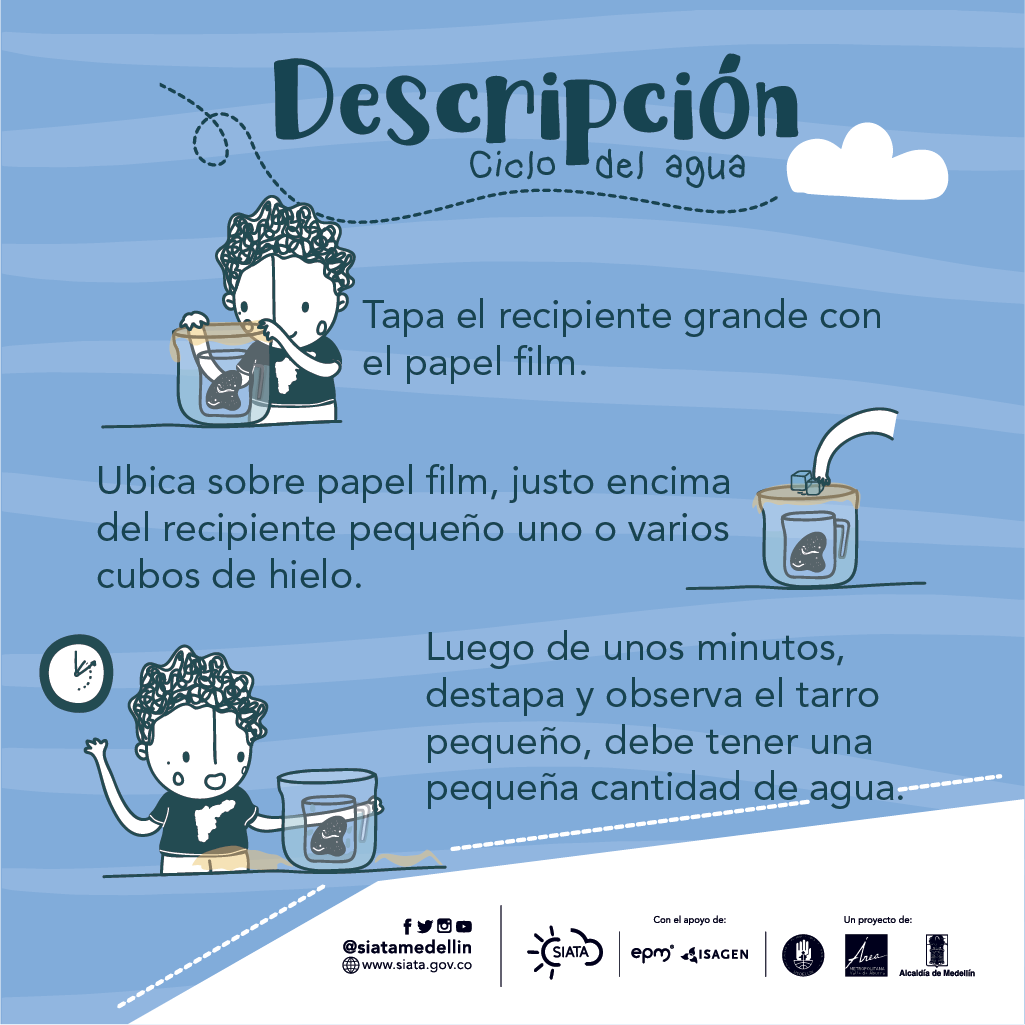 Descripción
Ciclo del agua
Tapa el recipiente grande con
el papel film.
Ubica sobre papel film, justo encima
del recipiente pequeño uno o varios
cubos de hielo.
Luego de unos minutos,
destapa y observa el tarro
pequeño, debe tener una
pequeña cantidad de agua.
@siatamedellin
www.siata.gov.co
SIATA
Con el apoyo de:
epm
ISAGEN
Un proyecto de:
Área
METROPOLITANA
Alcaldía de Medellín